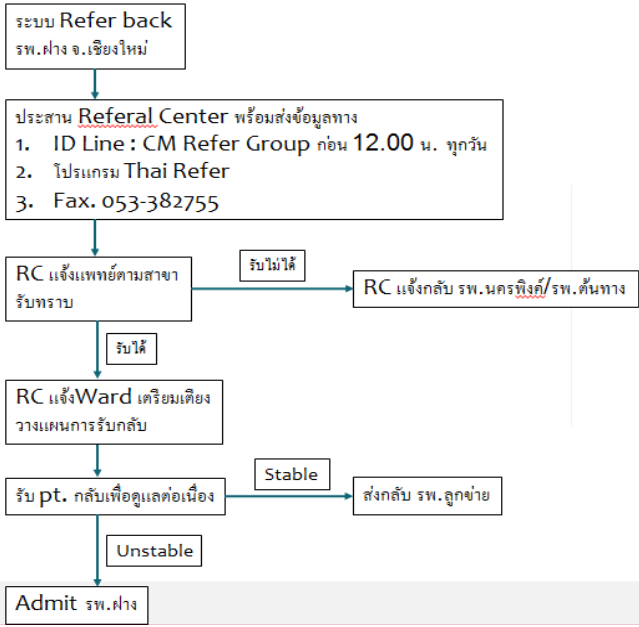 ระบบ Refer back
รพ.ฝาง จ.เชียงใหม่
ประสาน Referal Center พร้อมส่งข้อมูลทาง
1. ID Line : CM Refer Group ก่อน 12.00 น. ทุกวัน
2. โปรแกรม Thai Refer
3. Fax. 053-382755
RC แจ้งแพทย์ตามสาขา
รับทราบ
รับไม่ได้
RC แจ้งกลับ รพ.นครพิงค์/รพ.ต้นทาง
รับได้
RC แจ้งWard เตรียมเตียง
วางแผนการรับกลับ
รับ pt. กลับเพื่อดูแลต่อเนื่อง
Stable
ส่งกลับ รพ.ลูกข่าย
Unstable
Admit รพ.ฝาง